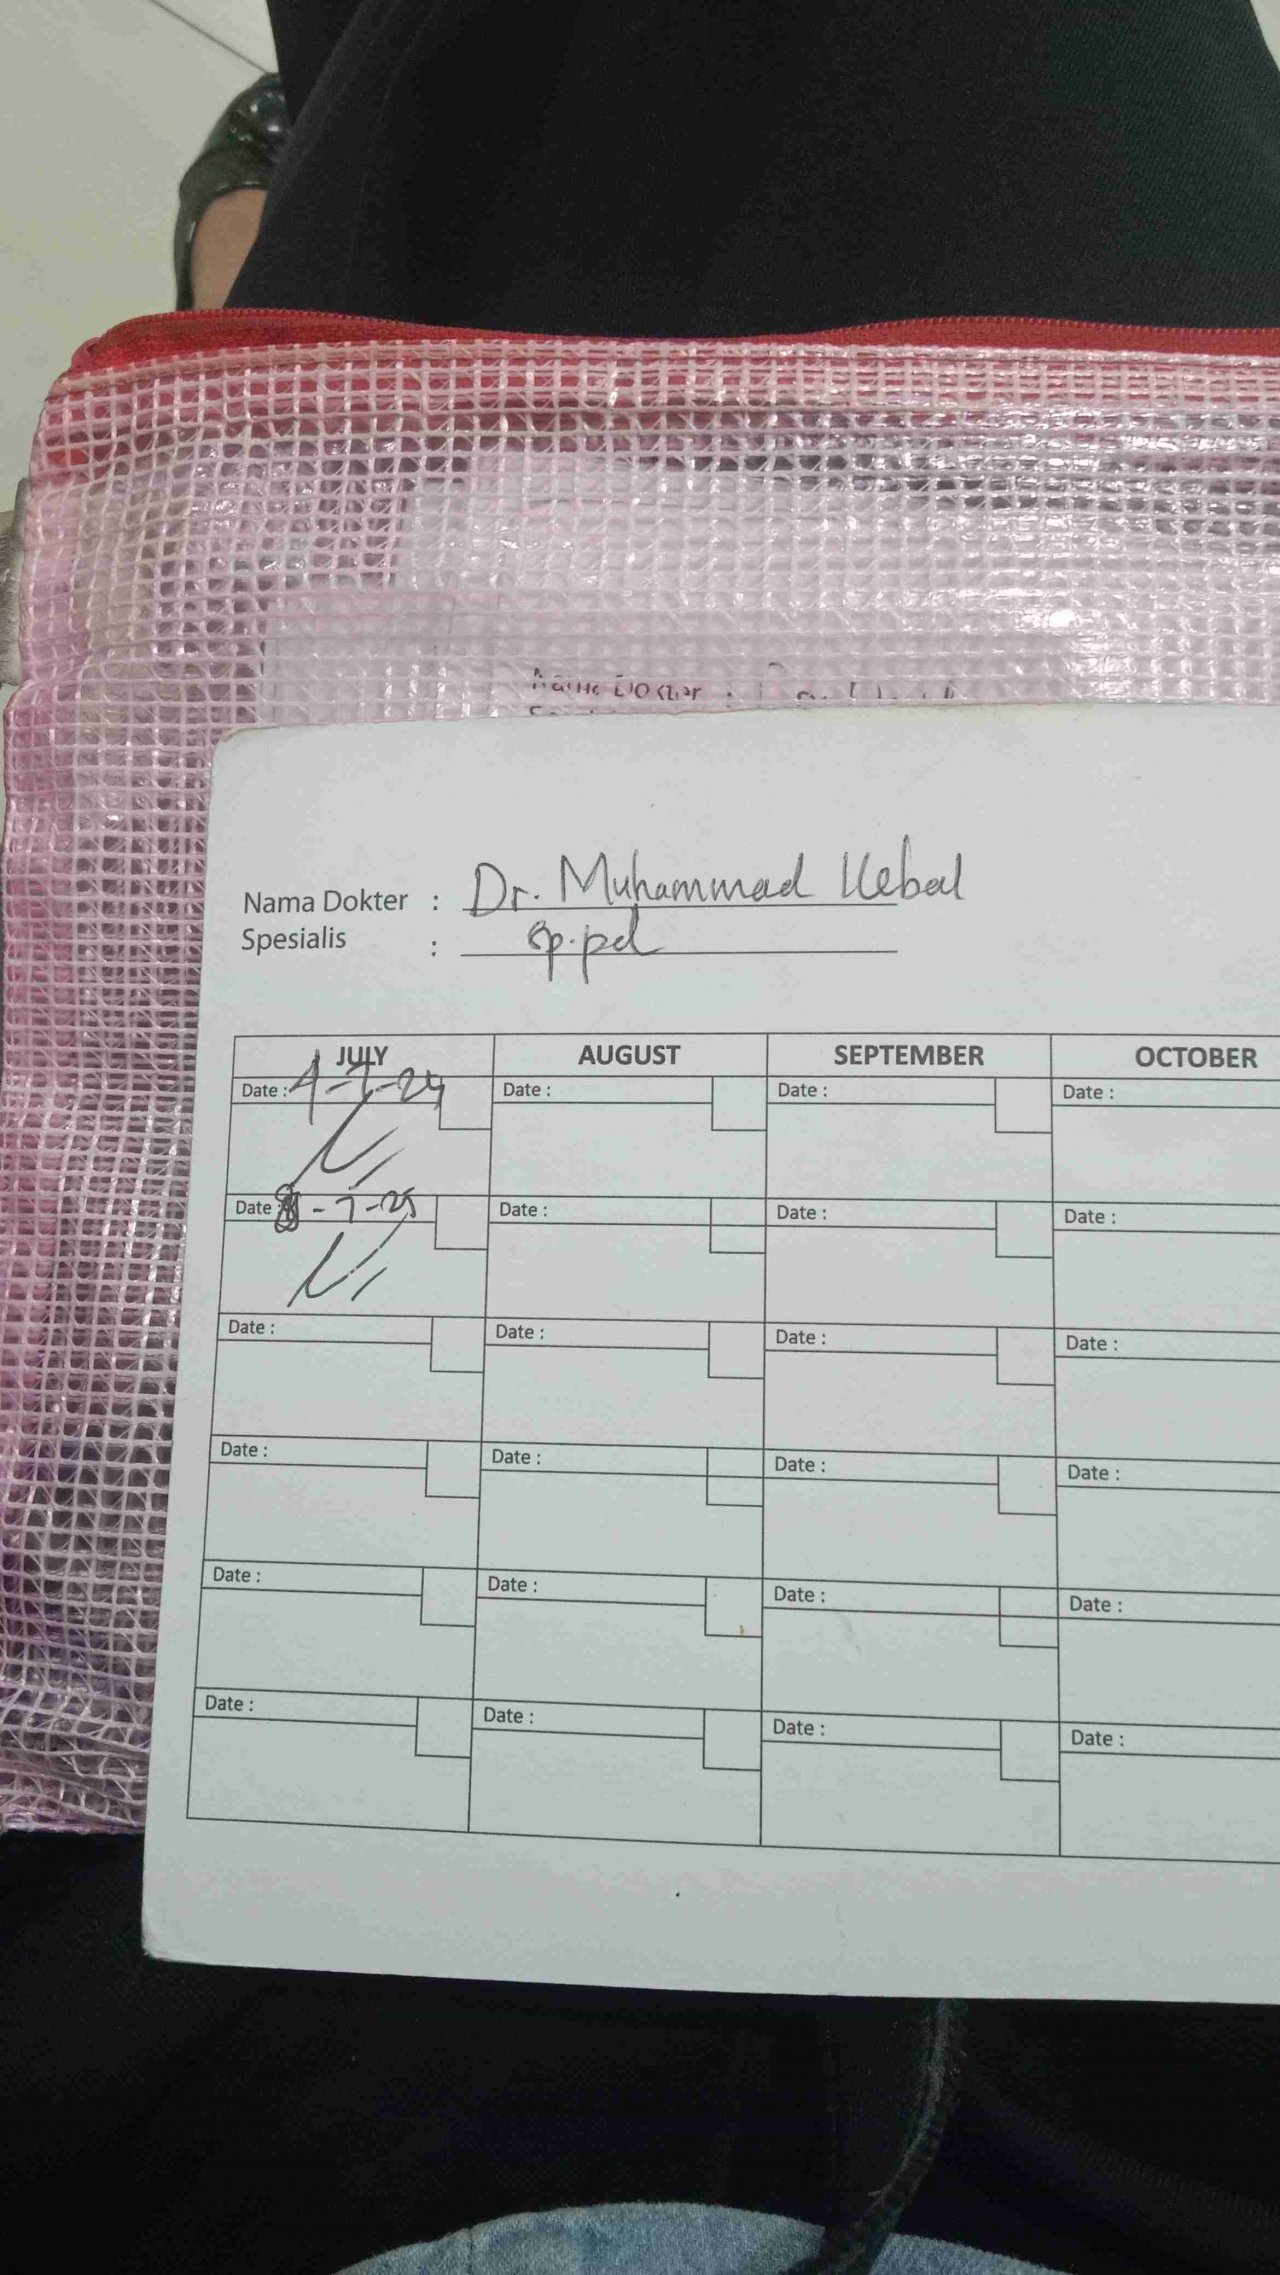 Nama Dokter : Dr. Muhammad
Spesialis : Sp.pd
JULY AUGUST SEPTEMBER OCTOBER
Date : 4-7-25 Date : Date : Date :
Date : 8-7-25 Date : Date : Date :
Date : Date : Date : Date :
Date : Date : Date : Date :
Date : Date : Date : Date :
Date : Date : Date : Date :